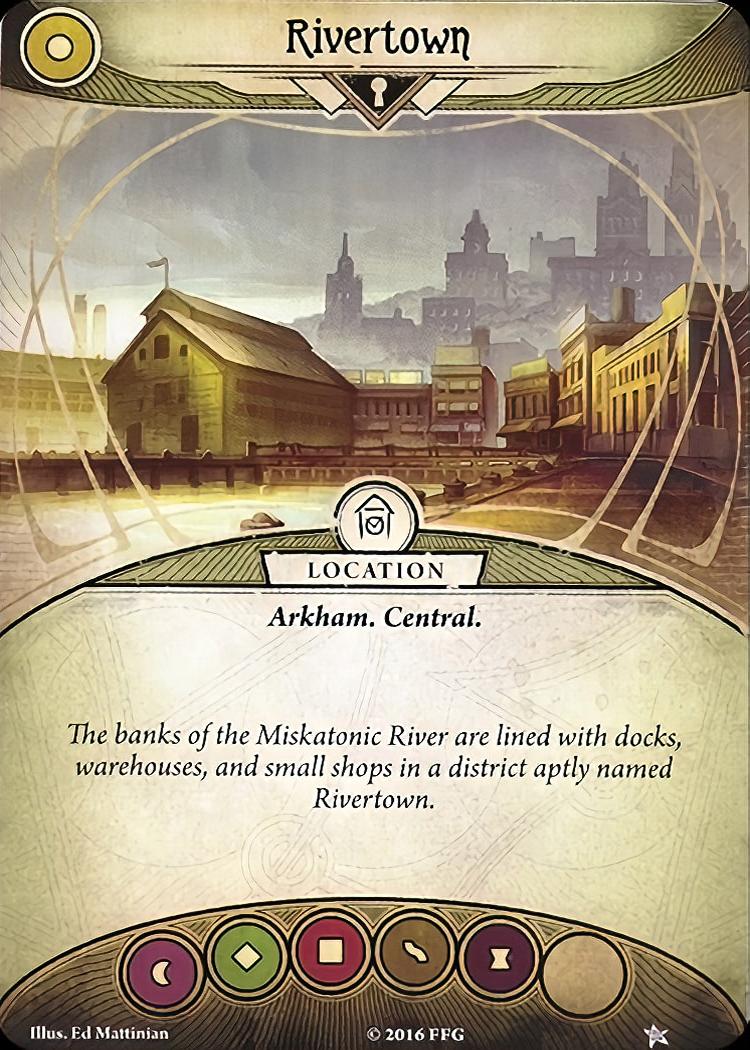 Rivertown
LOCATION
Arkham. Central.
The banks of the Miskatonic River are lined with docks,
warehouses, and small shops in a district aptly named
Rivertown.
Illus. Ed Mattinian
© 2016 FFG